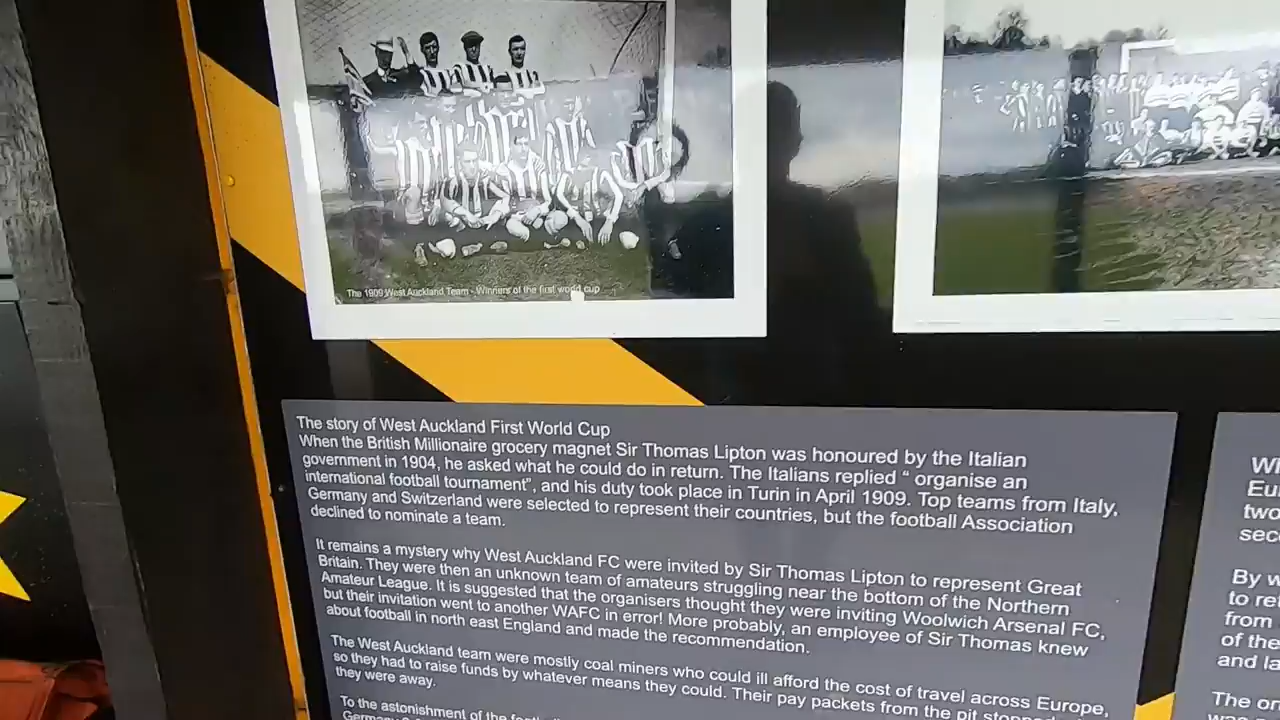 The 1909 West Auckland Team - Winners of the first world cup
The story of West Auckland First World Cup
When the British Millionaire grocery magnet Sir Thomas Lipton was honoured by the Italian
government in 1904, he asked what he could do in return. The Italians replied “ organise an
international football tournament”, and his duty took place in Turin in April 1909. Top teams from Italy,
Germany and Switzerland were selected to represent their countries, but the football Association
declined to nominate a team.
It remains a mystery why West Auckland FC were invited by Sir Thomas Lipton to represent Great
Britain. They were then an unknown team of amateurs struggling near the bottom of the Northern
Amateur League. It is suggested that the organisers thought they were inviting Woolwich Arsenal FC,
but their invitation went to another WAFC in error! More probably, an employee of Sir Thomas knew
about football in north east England and made the recommendation.
The West Auckland team were mostly coal miners who could ill afford the cost of travel across Europe,
so they had to raise funds by whatever means they could. Their pay packets from the pit
they were away.
To the astonishment of the
two
By
to
from
of the
and
The